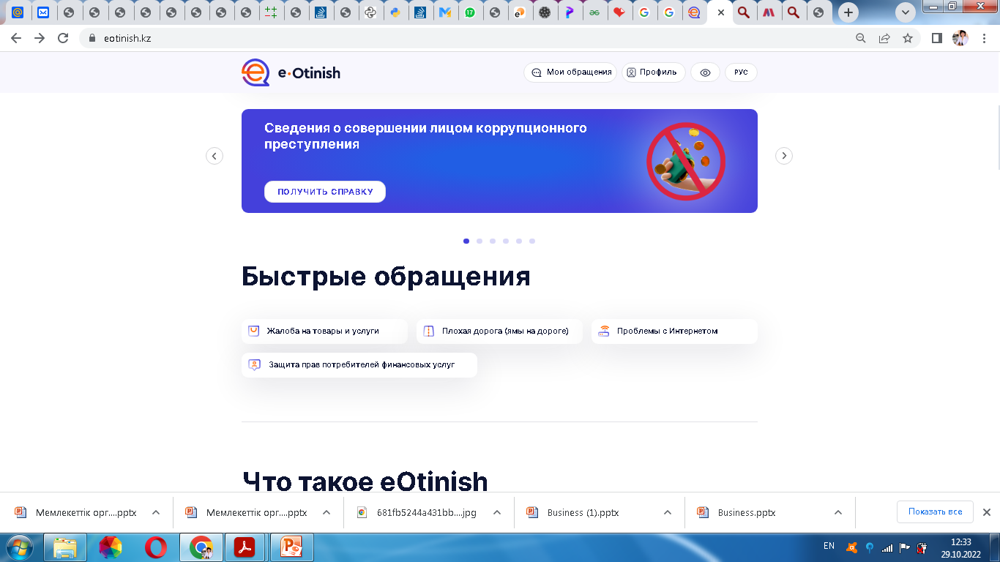 17
eotinish.kz
e·Otinish
Мои обращения
Профиль
РУС
Сведения о совершении лицом коррупционного
преступления
ПОЛУЧИТЬ СПРАВКУ
Быстрые обращения
Жалоба на товары и услуги
Плохая дорога (ямы на дороге)
Проблемы с Интернетом
Защита прав потребителей финансовых услуг
Что такое eOtinish
Мемлекеттік орг....pptx
Мемлекеттік орг....pptx
681fb5244a431bb....jpg
Business (1).pptx
Business.pptx
Показать все
EN
12:33
29.10.2022